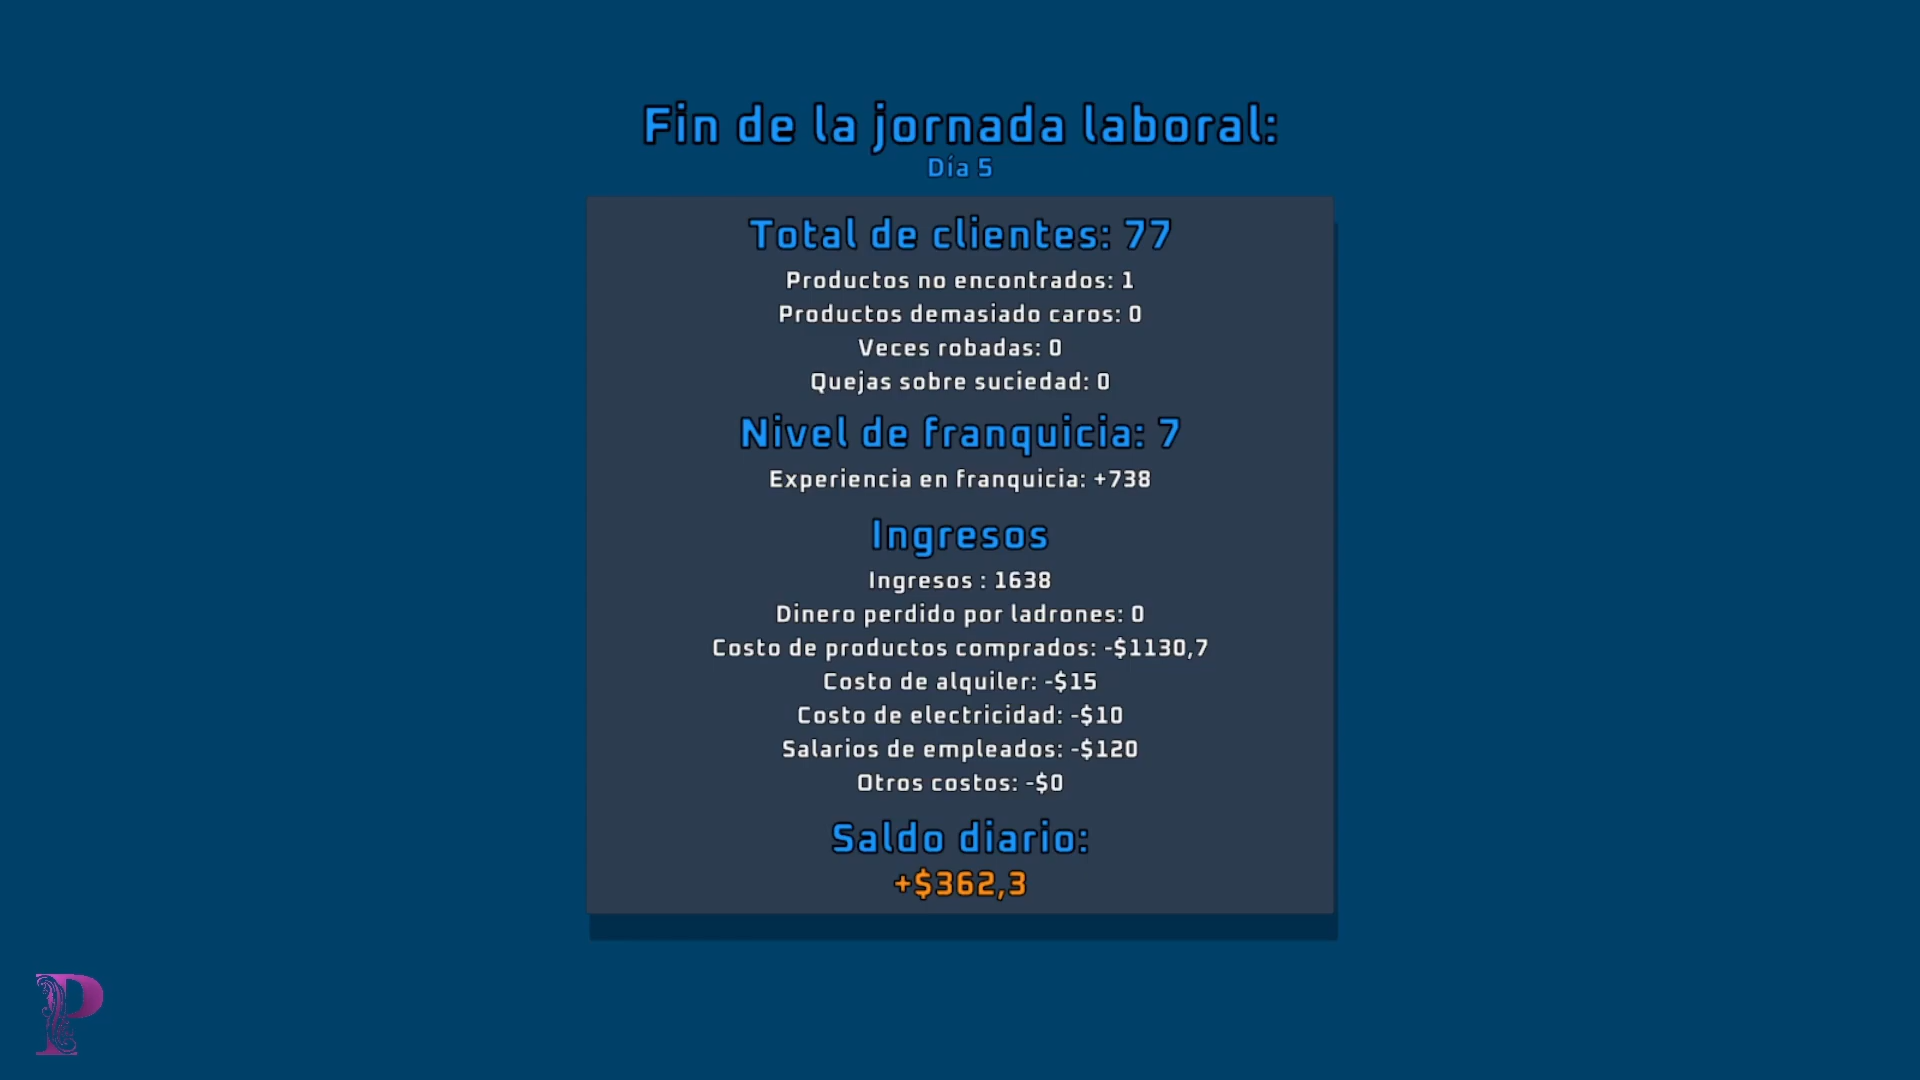 Fin de la jornada laboral:
Día 5
Total de clientes: 77
Productos no encontrados: 1
Productos demasiado caros: 0
Veces robadas: 0
Quejas sobre suciedad: 0
Nivel de franquicia: 7
Experiencia en franquicia: +738
Ingresos
Ingresos : 1638
Dinero perdido por ladrones: 0
Costo de productos comprados: -$1130,7
Costo de alquiler: -$15
Costo de electricidad: -$10
Salarios de empleados: -$120
Otros costos: -$0
Saldo diario:
+$362,3
P